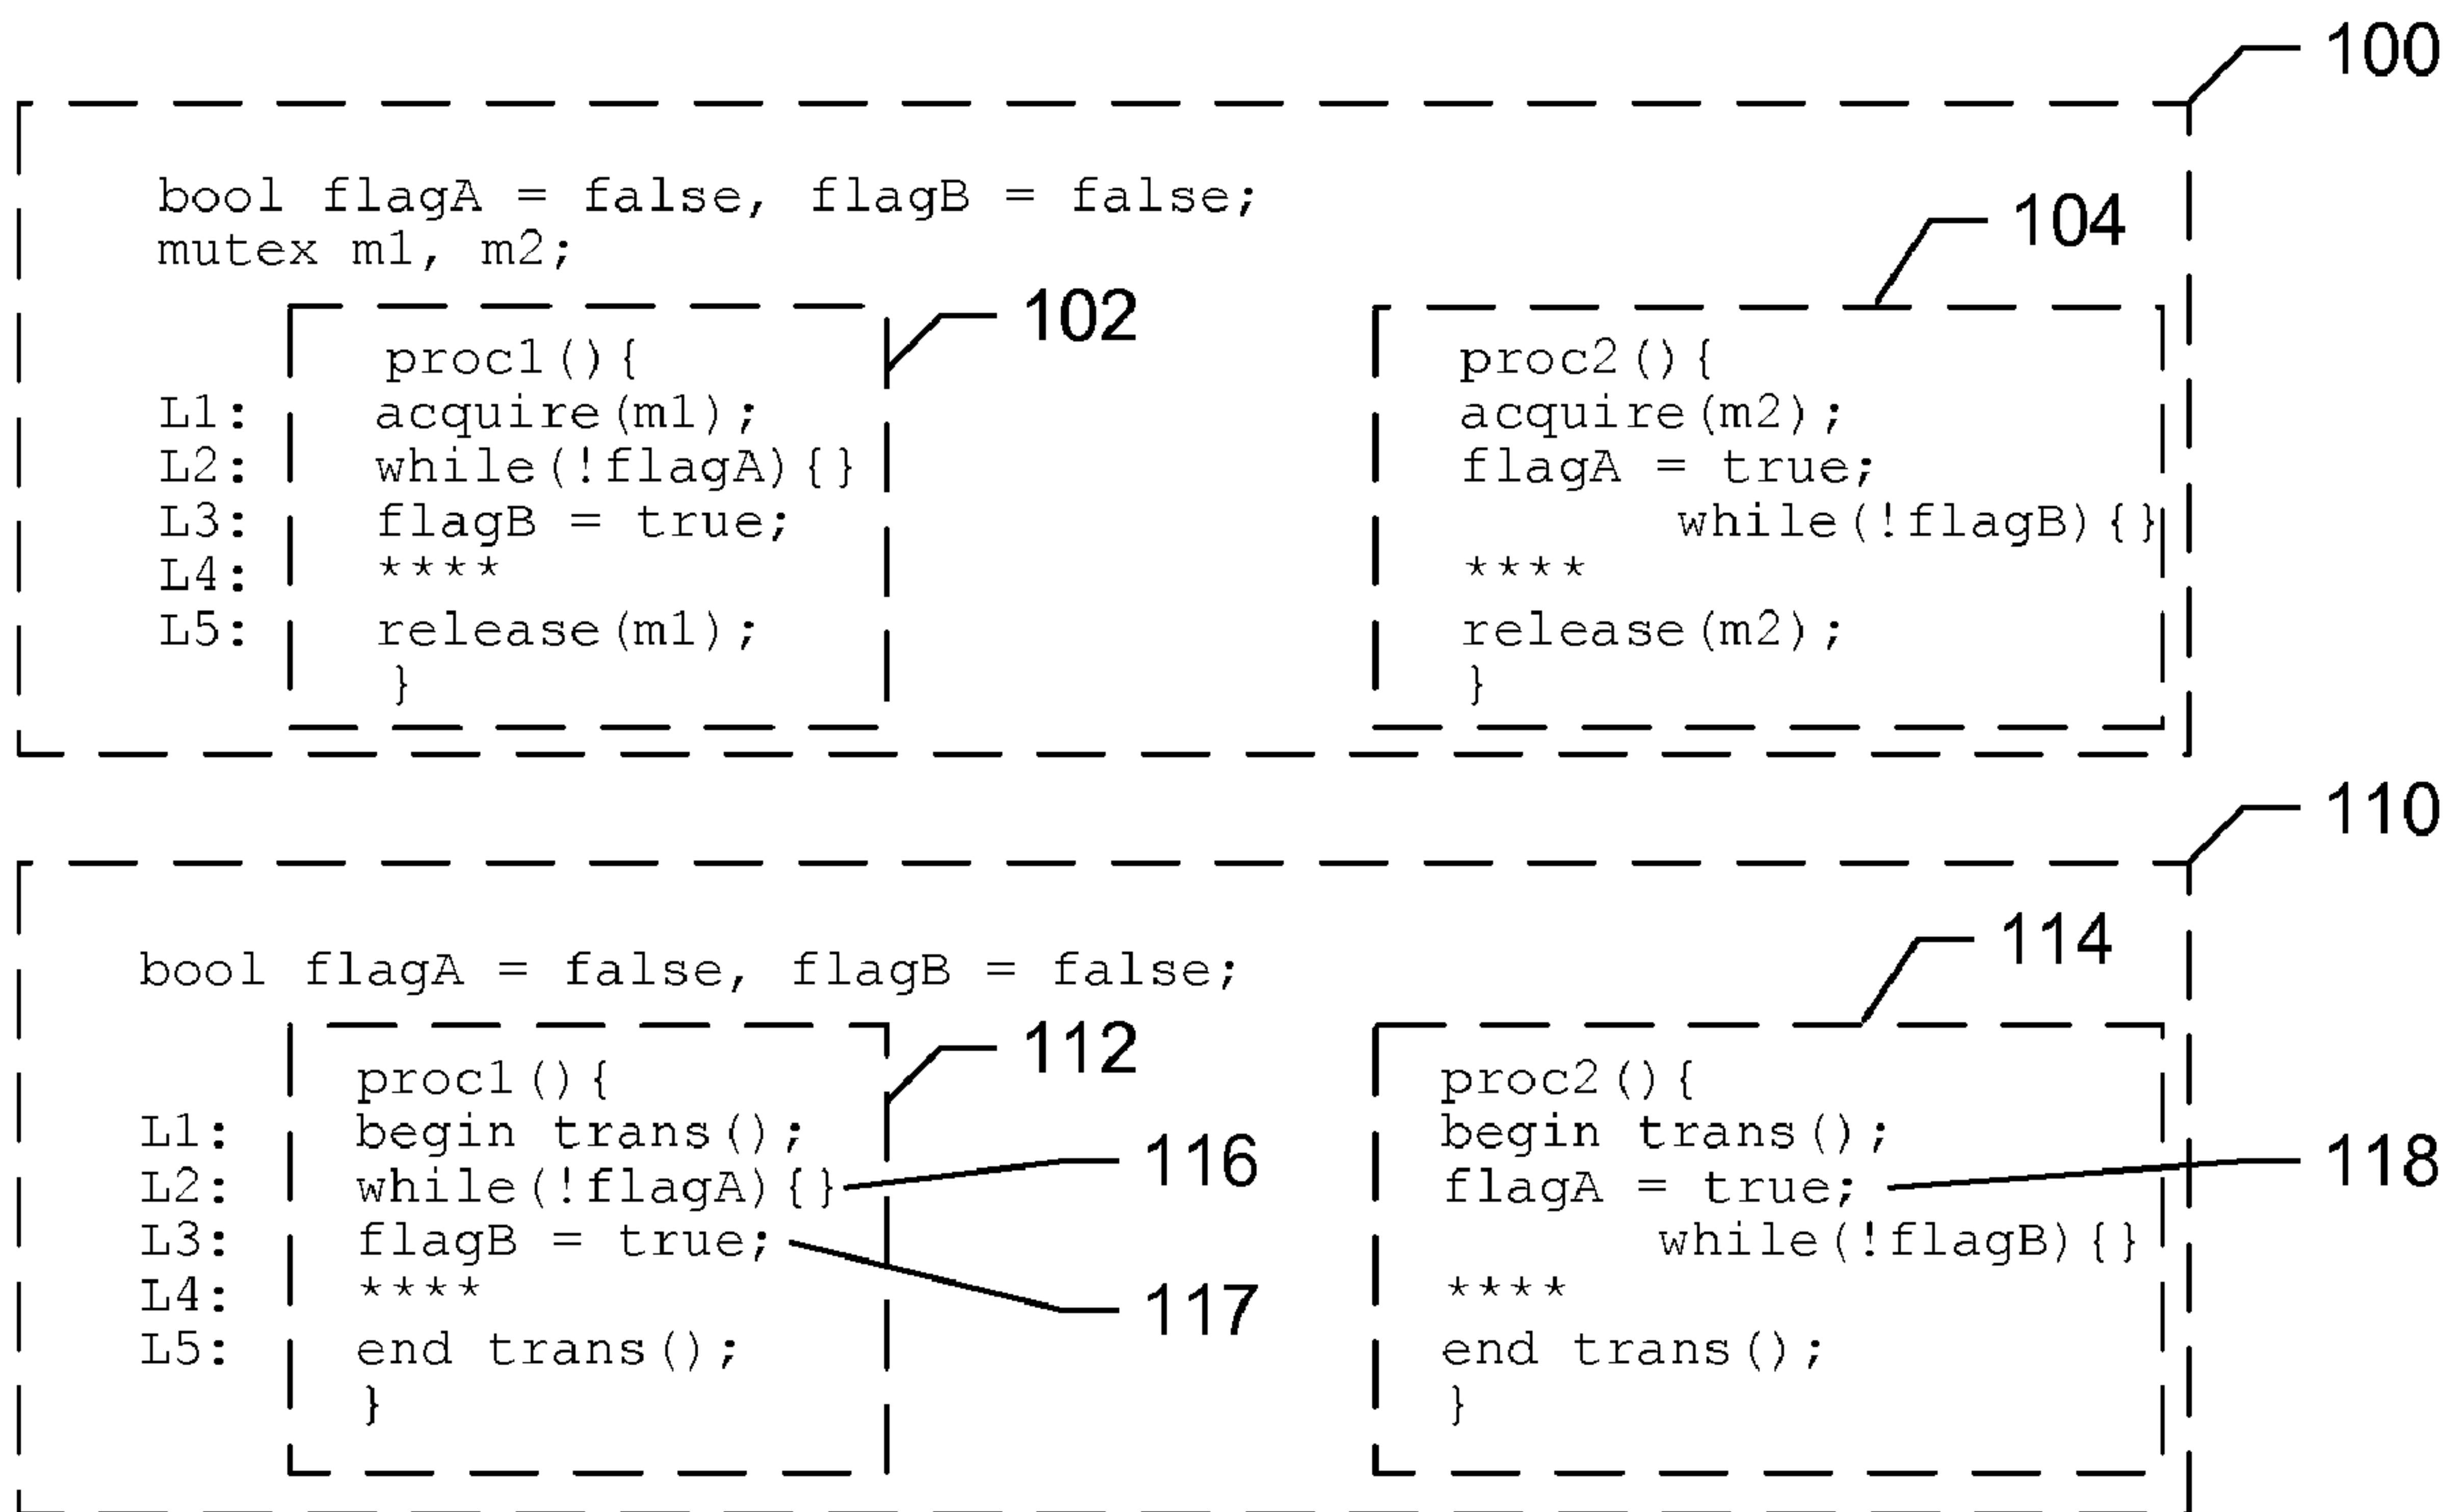 100
bool flagA = false, flagB = false;
mutex m1, m2;
104
102
proc1(){
L1: acquire(m1);
L2: while(!flagA){}
L3: flagB = true;
L4: ****
L5: release(m1);
}
proc2(){
acquire(m2);
flagA = true;
while(!flagB){}
****
release(m2);
}
110
bool flagA = false, flagB = false;
114
112
proc1(){
L1: begin trans();
L2: while(!flagA){}
116
L3: flagB = true;
117
L4: ****
L5: end trans();
}
proc2(){
begin trans();
flagA = true;
118
while(!flagB){}
****
end trans();
}